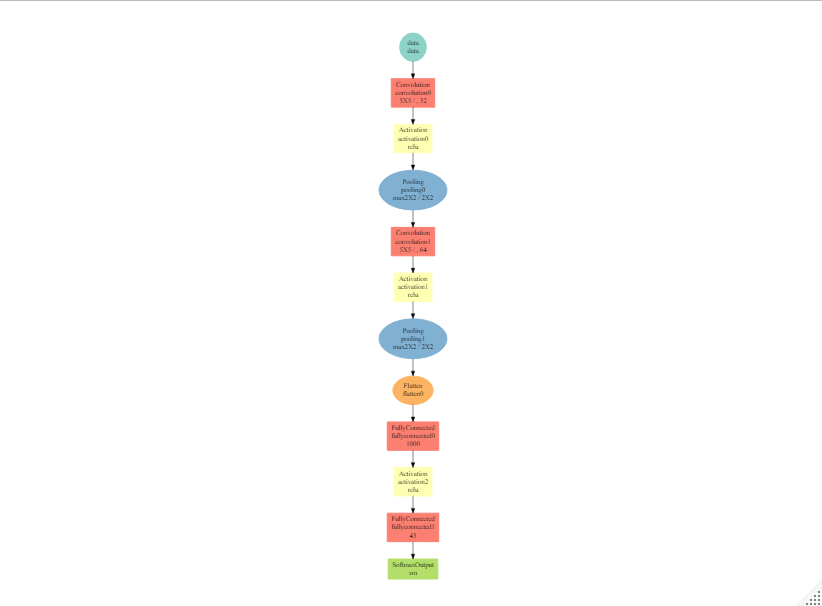 data
data
Convolution
convolution0
5X5 / , 32
Activation
activation0
relu
Pooling
pooling0
max2X2 / 2X2
Convolution
convolution1
5X5 / , 64
Activation
activation1
relu
Pooling
pooling1
max2X2 / 2X2
Flatten
flatten0
FullyConnected
fullyconnected0
1000
Activation
activation2
relu
FullyConnected
fullyconnected1
43
SoftmaxOutput
sm